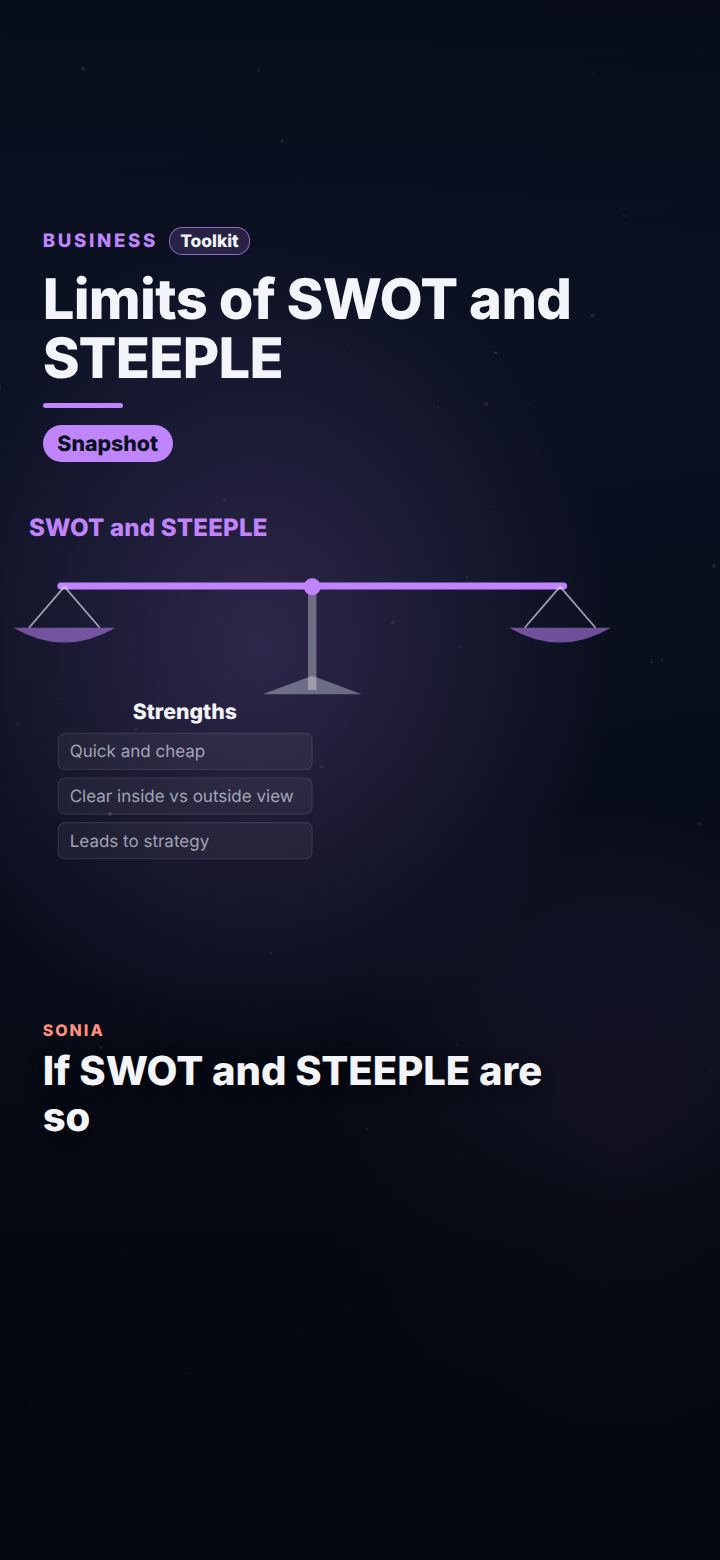 BUSINESS Toolkit
Limits of SWOT and
STEEPLE
Snapshot
SWOT and STEEPLE
Strengths
Quick and cheap
Clear inside vs outside view
Leads to strategy
SONIA
If SWOT and STEEPLE are
so